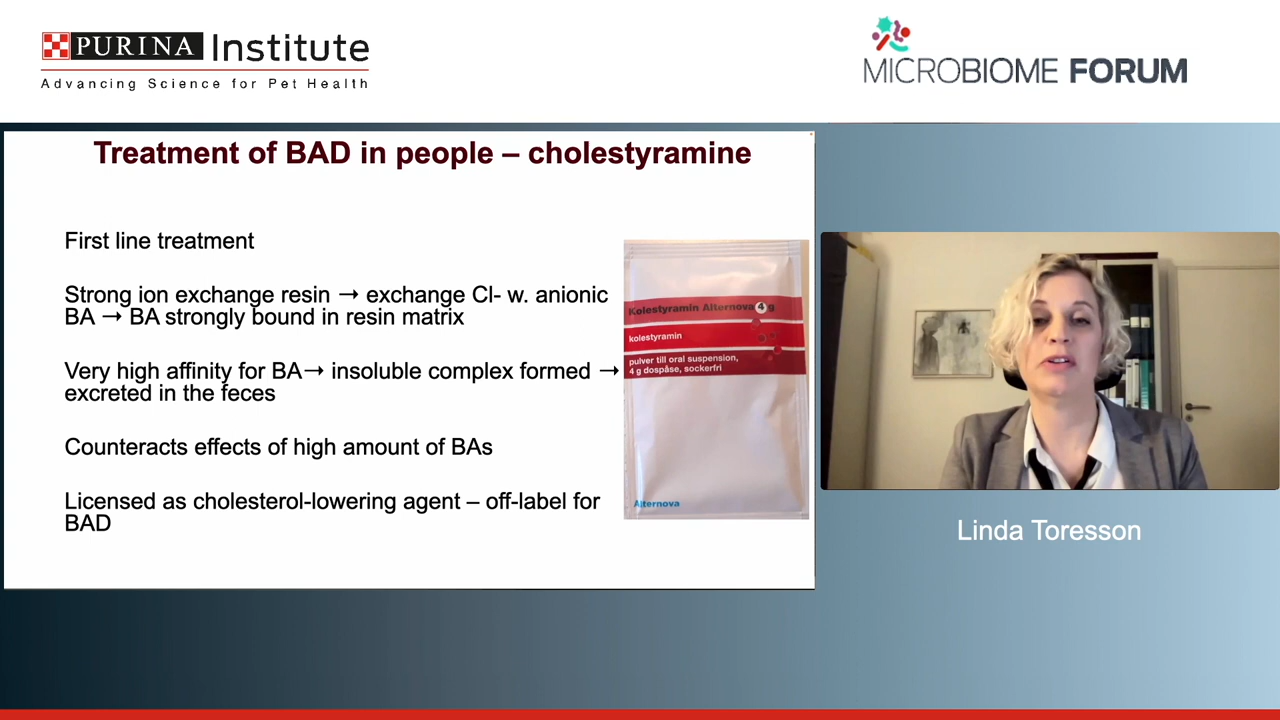 PURINA Institute
Advancing Science for Pet Health
MICROBIOME FORUM
Treatment of BAD in people – cholestyramine
First line treatment
Strong ion exchange resin → exchange Cl- w. anionic
BA → BA strongly bound in resin matrix
Very high affinity for BA→ insoluble complex formed →
excreted in the feces
Counteracts effects of high amount of BAs
Licensed as cholesterol-lowering agent – off-label for
BAD
Kolestyramin Alternova 4 g
kolestyramin
pulver till oral suspension,
4 g dospåse, sockerfri
Alternova
Linda Toresson